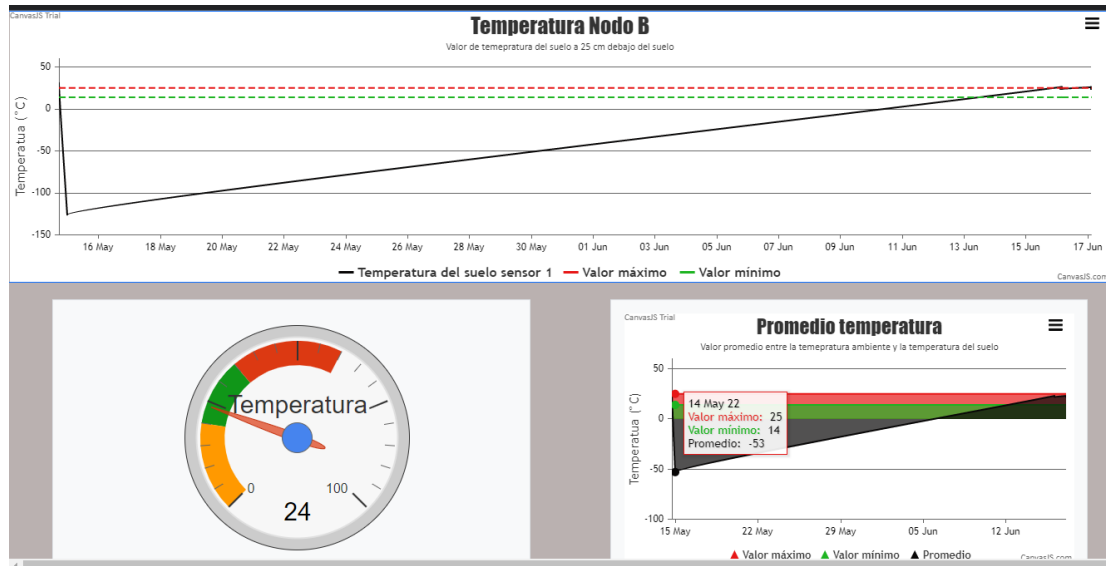 CanvasJS Trial
Temperatura Nodo B
Valor de temepratura del suelo a 25 cm debajo del suelo
Temperatua (°C)
50
0
-50
-100
-150
16 May 18 May 20 May 22 May 24 May 26 May 28 May 30 May 01 Jun 03 Jun 05 Jun 07 Jun 09 Jun 11 Jun 13 Jun 15 Jun 17 Jun
Temperatura del suelo sensor 1 Valor máximo Valor mínimo
CanvasJS.com
Temperatura
0 100
24
CanvasJS Trial
Promedio temperatura
Valor promedio entre la temepratura ambiente y la temperatura del suelo
Temperatua (°C)
50
0
-50
-100
14 May 22
Valor máximo: 25
Valor mínimo: 14
Promedio: -53
15 May 22 May 29 May 05 Jun 12 Jun
Valor máximo Valor mínimo Promedio
CanvasJS.com